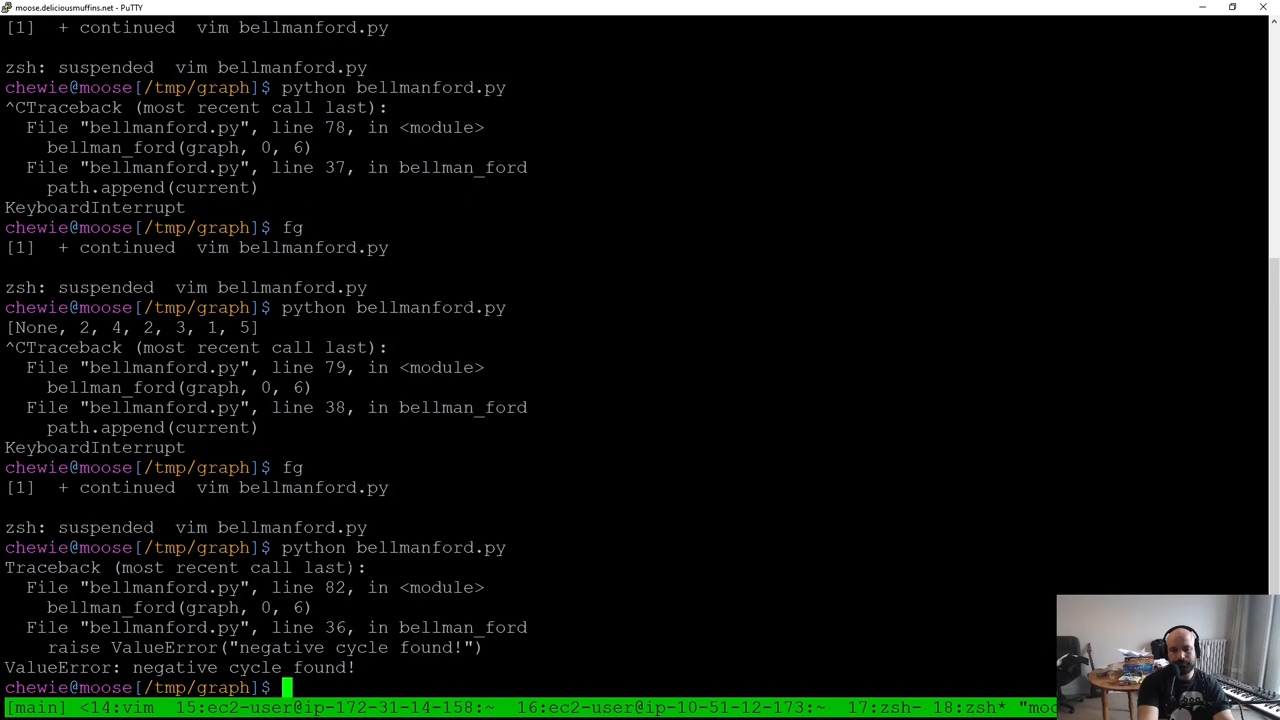 moose.deliciousmuffins.net - PuTTY
[1]  + continued  vim bellmanford.py
zsh: suspended  vim bellmanford.py
chewie@moose[/tmp/graph]$ python bellmanford.py
^CTraceback (most recent call last):
  File "bellmanford.py", line 78, in <module>
    bellman_ford(graph, 0, 6)
  File "bellmanford.py", line 37, in bellman_ford
    path.append(current)
KeyboardInterrupt
chewie@moose[/tmp/graph]$ fg
[1]  + continued  vim bellmanford.py
zsh: suspended  vim bellmanford.py
chewie@moose[/tmp/graph]$ python bellmanford.py
[None, 2, 4, 2, 3, 1, 5]
^CTraceback (most recent call last):
  File "bellmanford.py", line 79, in <module>
    bellman_ford(graph, 0, 6)
  File "bellmanford.py", line 38, in bellman_ford
    path.append(current)
KeyboardInterrupt
chewie@moose[/tmp/graph]$ fg
[1]  + continued  vim bellmanford.py
zsh: suspended  vim bellmanford.py
chewie@moose[/tmp/graph]$ python bellmanford.py
Traceback (most recent call last):
  File "bellmanford.py", line 82, in <module>
    bellman_ford(graph, 0, 6)
  File "bellmanford.py", line 36, in bellman_ford
    raise ValueError("negative cycle found!")
ValueError: negative cycle found!
chewie@moose[/tmp/graph]$
[main] <14:vim  15:ec2-user@ip-172-31-14-158:~  16:ec2-user@ip-10-51-12-173:~  17:zsh- 18:zsh* "moo